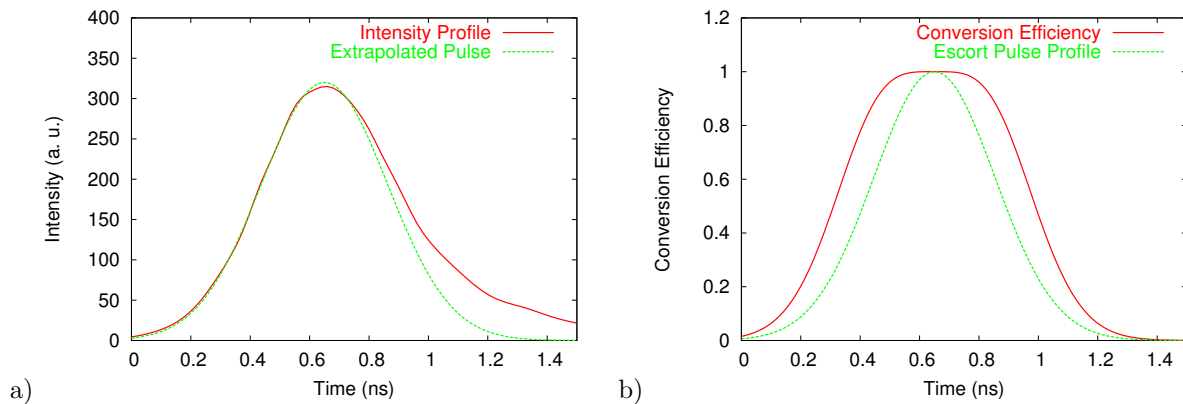 400
350
300
250
200
150
100
50
0
Intensity (a. u.)
Intensity Profile
Extrapolated Pulse
0 0.2 0.4 0.6 0.8 1 1.2 1.4
Time (ns)
a)
1.2
1
0.8
0.6
0.4
0.2
0
Conversion Efficiency
Conversion Efficiency
Escort Pulse Profile
0 0.2 0.4 0.6 0.8 1 1.2 1.4
Time (ns)
b)